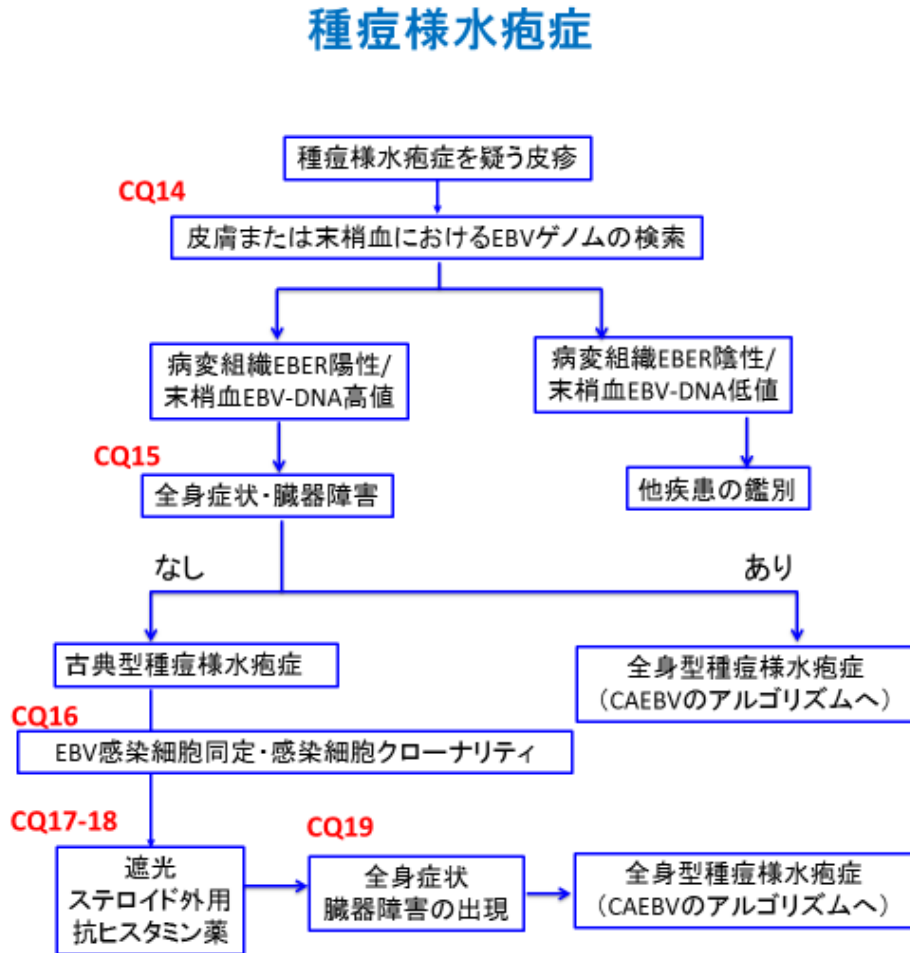 種痘様水疱症
種痘様水疱症を疑う皮疹
CQ14
皮膚または末梢血におけるEBVゲノムの検索
病変組織EBER陽性/
末梢血EBV-DNA高値
病変組織EBER陰性/
末梢血EBV-DNA低値
CQ15
全身症状・臓器障害
他疾患の鑑別
なし
あり
古典型種痘様水疱症
全身型種痘様水疱症
（CAEBVのアルゴリズムへ）
CQ16
EBV感染細胞同定・感染細胞クローナリティ
CQ17-18
CQ19
遮光
ステロイド外用
抗ヒスタミン薬
全身症状
臓器障害の出現
全身型種痘様水疱症
（CAEBVのアルゴリズムへ）